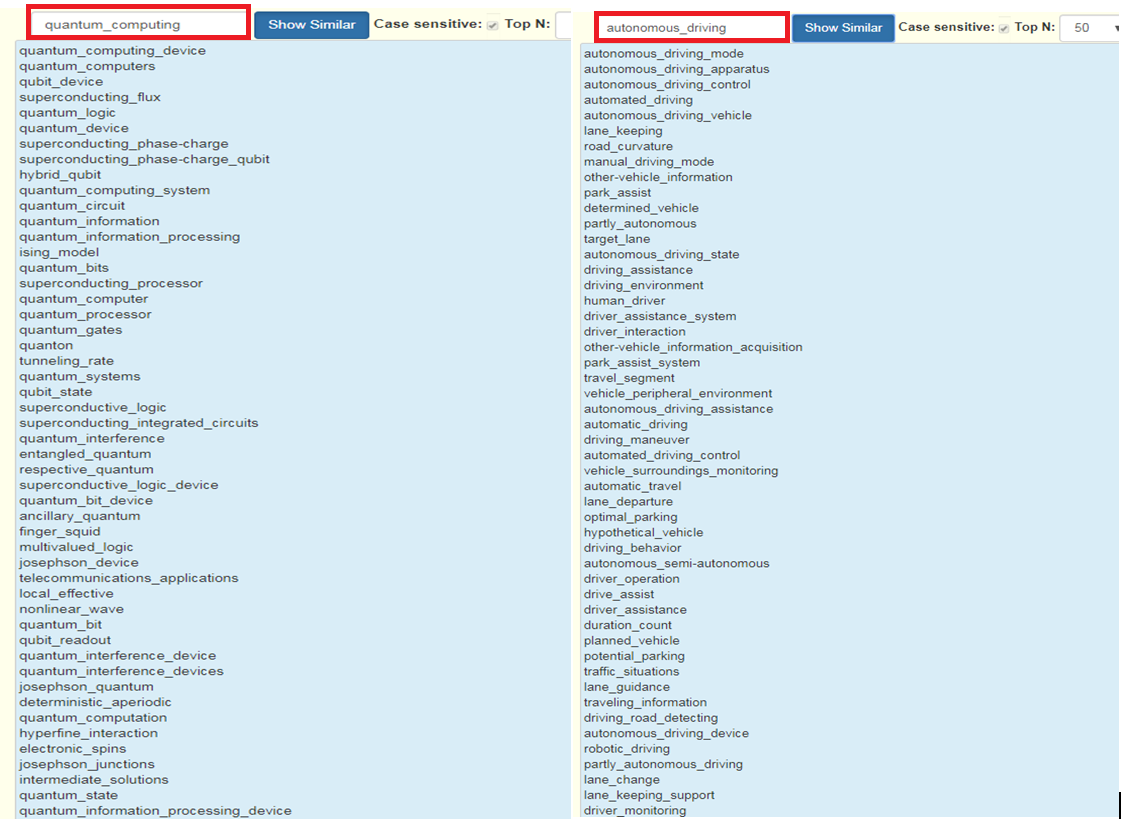 quantum_computing Show Similar Case sensitive: Top N:
quantum_computing_device
quantum_computers
qubit_device
superconducting_flux
quantum_logic
quantum_device
superconducting_phase-charge
superconducting_phase-charge_qubit
hybrid_qubit
quantum_computing_system
quantum_circuit
quantum_information
quantum_information_processing
ising_model
quantum_bits
superconducting_processor
quantum_computer
quantum_processor
quantum_gates
quanton
tunneling_rate
quantum_systems
qubit_state
superconductive_logic
superconducting_integrated_circuits
quantum_interference
entangled_quantum
respective_quantum
superconductive_logic_device
quantum_bit_device
ancillary_quantum
finger_squid
multivalued_logic
josephson_device
telecommunications_applications
local_effective
nonlinear_wave
quantum_bit
qubit_readout
quantum_interference_device
quantum_interference_devices
josephson_quantum
deterministic_aperiodic
quantum_computation
hyperfine_interaction
electronic_spins
josephson_junctions
intermediate_solutions
quantum_state
quantum_information_processing_device
autonomous_driving Show Similar Case sensitive: Top N: 50
autonomous_driving_mode
autonomous_driving_apparatus
autonomous_driving_control
automated_driving
autonomous_driving_vehicle
lane_keeping
road_curvature
manual_driving_mode
other-vehicle_information
park_assist
determined_vehicle
partly_autonomous
target_lane
autonomous_driving_state
driving_assistance
driving_environment
human_driver
driver_assistance_system
driver_interaction
other-vehicle_information_acquisition
park_assist_system
travel_segment
vehicle_peripheral_environment
autonomous_driving_assistance
automatic_driving
driving_maneuver
automated_driving_control
vehicle_surroundings_monitoring
automatic_travel
lane_departure
optimal_parking
hypothetical_vehicle
driving_behavior
autonomous_semi-autonomous
driver_operation
drive_assist
driver_assistance
duration_count
planned_vehicle
potential_parking
traffic_situations
lane_guidance
traveling_information
driving_road_detecting
autonomous_driving_device
robotic_driving
partly_autonomous_driving
lane_change
lane_keeping_support
driver_monitoring